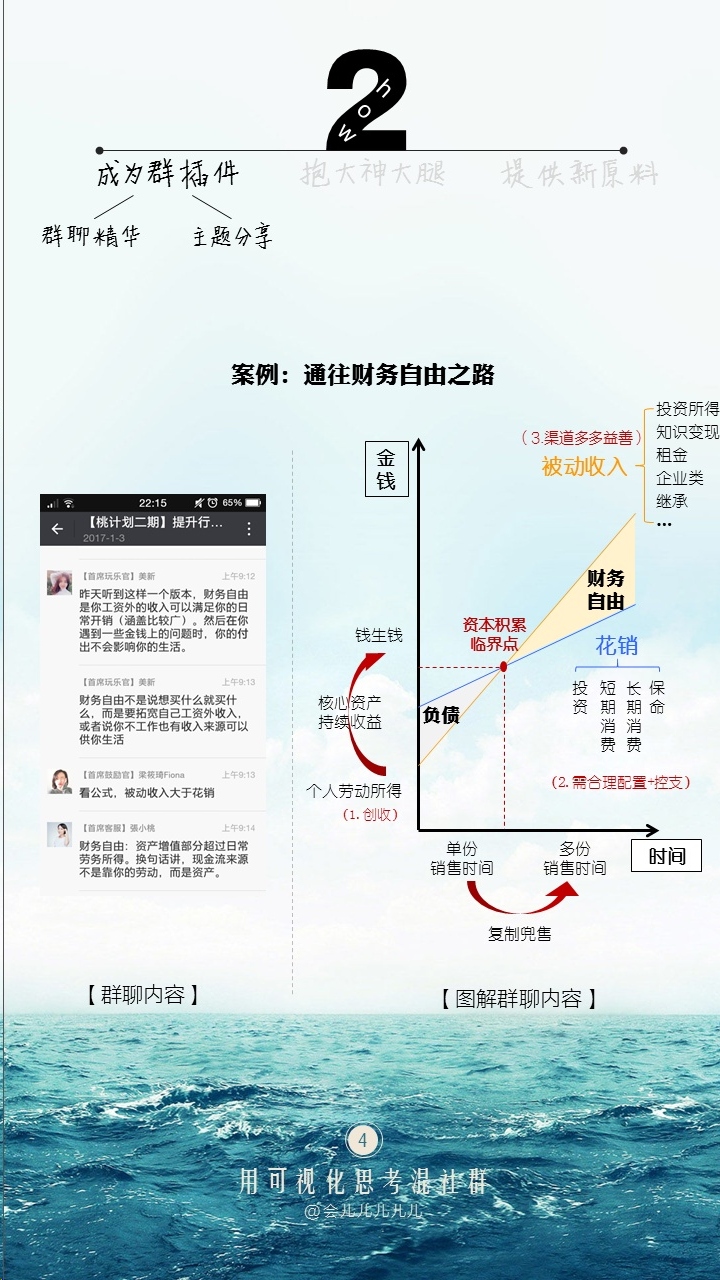 2
how
成为群插件
抱大神大腿
提供新原料
群聊精华
主题分享
案例：通往财务自由之路
22:15
65%
【桃计划二期】提升行...
2017-1-3
【首席玩乐官】美新
上午9:12
昨天听到这样一个版本，财务自由
是你工资外的收入可以满足你的日
常开销（涵盖比较广）。然后在你
遇到一些金钱上的问题时，你的付
出不会影响你的生活。
【首席玩乐官】美新
上午9:13
财务自由不是说想买什么就买什
么，而是要拓宽自己工资外收入，
或者说你不工作也有收入来源可以
供你生活
【首席鼓励官】梁筱琦Fiona
上午9:13
看公式，被动收入大于花销
【首席客服】張小桃
上午9:14
财务自由：资产增值部分超过日常
劳务所得。换句话讲，现金流来源
不是靠你的劳动，而是资产。
【群聊内容】
金
钱
（3.渠道多多益善）
被动收入
投资所得
知识变现
租金
企业类
继承
...
财务
自由
资本积累
临界点
花销
投资
短期消费
长期消费
保命
（2.需合理配置+控支）
负债
钱生钱
核心资产
持续收益
个人劳动所得
（1.创收）
单份
销售时间
多份
销售时间
时间
复制兜售
【图解群聊内容】
4
用可视化思考混社群
@会儿儿儿儿儿